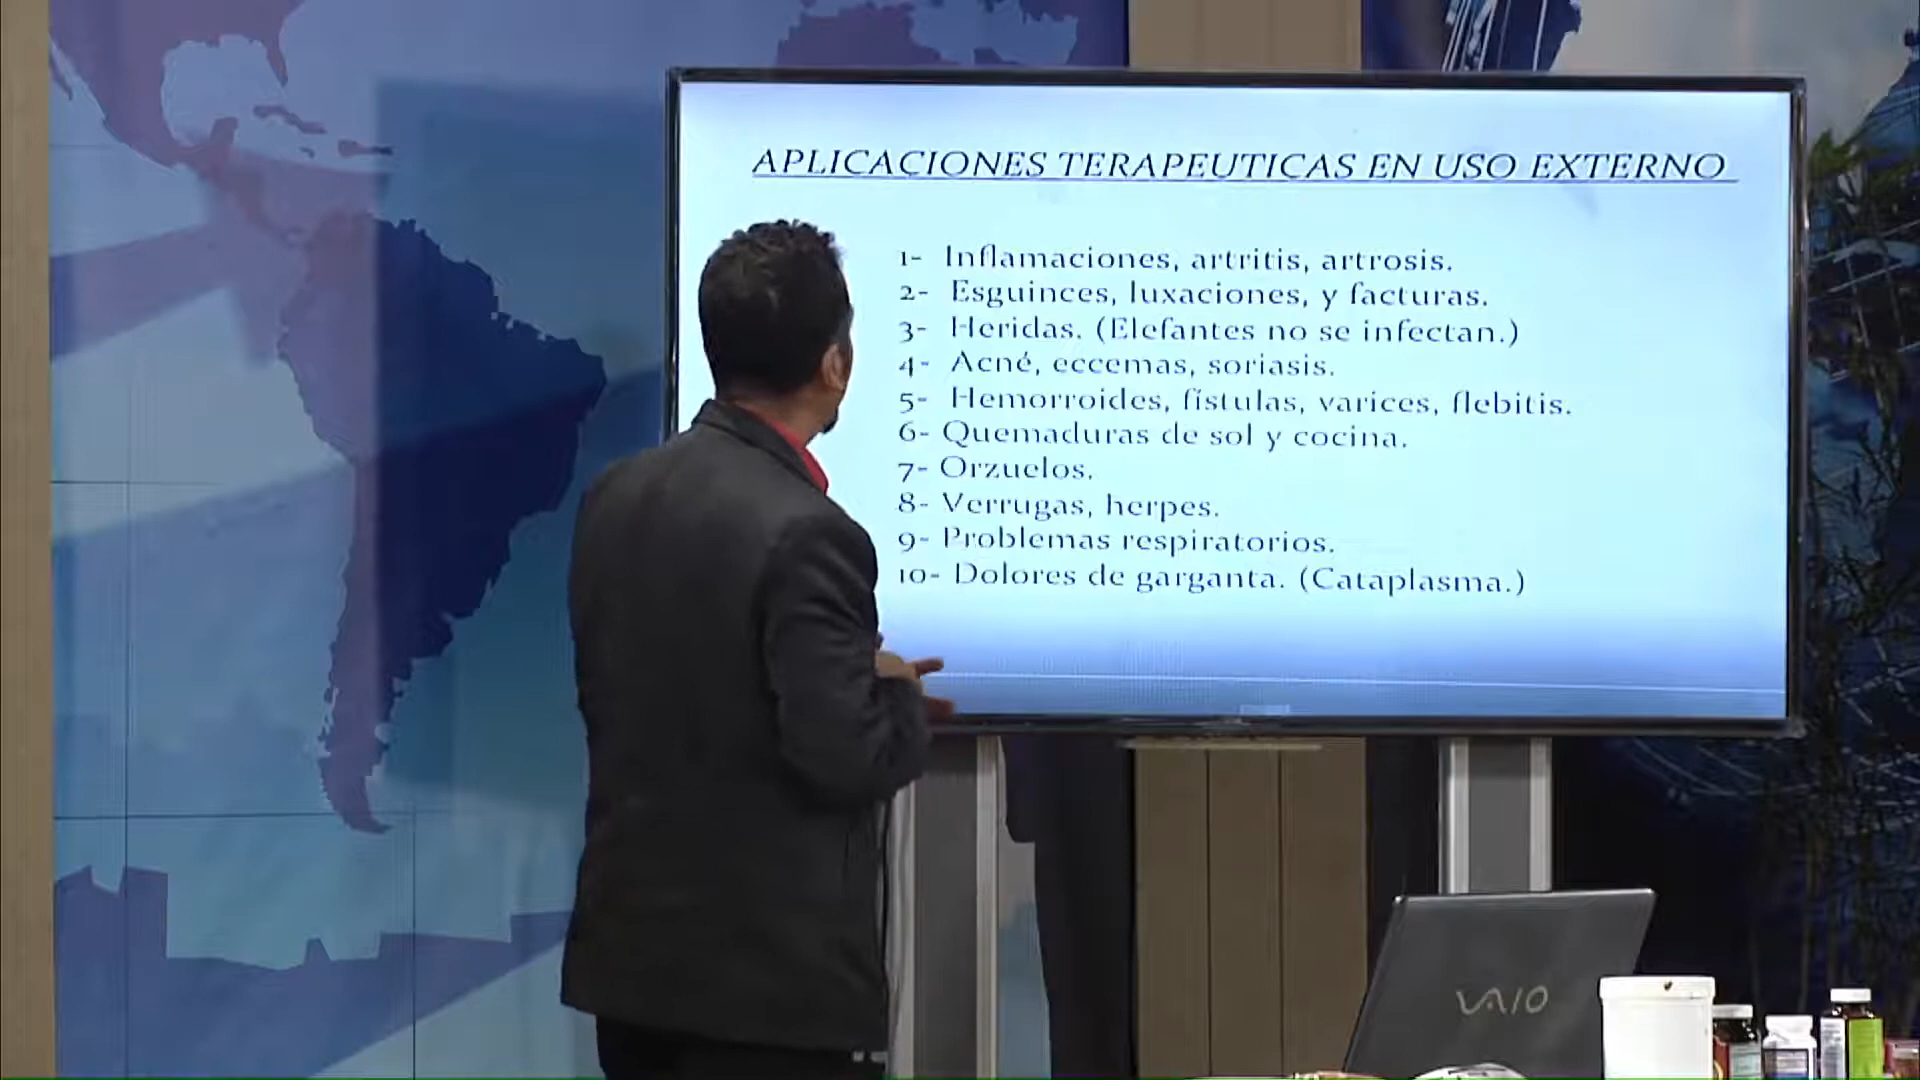 APLICACIONES TERAPEUTICAS EN USO EXTERNO
1- Inflamaciones, artritis, artrosis.
2- Esguinces, luxaciones, y facturas.
3- Heridas. (Elefantes no se infectan.)
4- Acné, eccemas, soriasis.
5- Hemorroides, fístulas, varices, flebitis.
6- Quemaduras de sol y cocina.
7- Orzuelos.
8- Verrugas, herpes.
9- Problemas respiratorios.
10- Dolores de garganta. (Cataplasma.)
VAIO